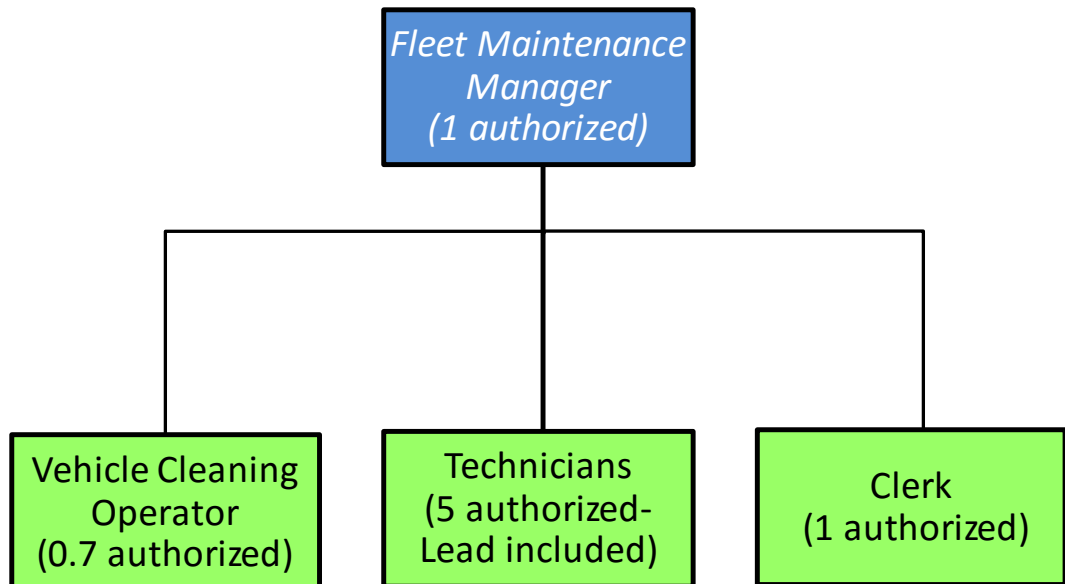 Fleet Maintenance
Manager
(1 authorized)
Vehicle Cleaning
Operator
(0.7 authorized)
Technicians
(5 authorized-
Lead included)
Clerk
(1 authorized)